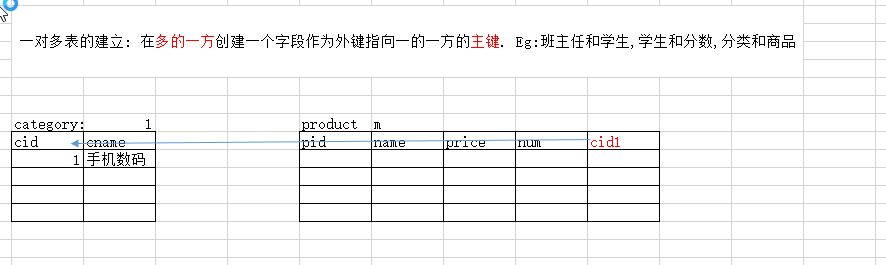 一对多表的建立: 在多的一方创建一个字段作为外键指向一的一方的主键. Eg:班主任和学生,学生和分数,分类和商品
category: 1 product m
cid cname pid name price num cid1
1 手机数码